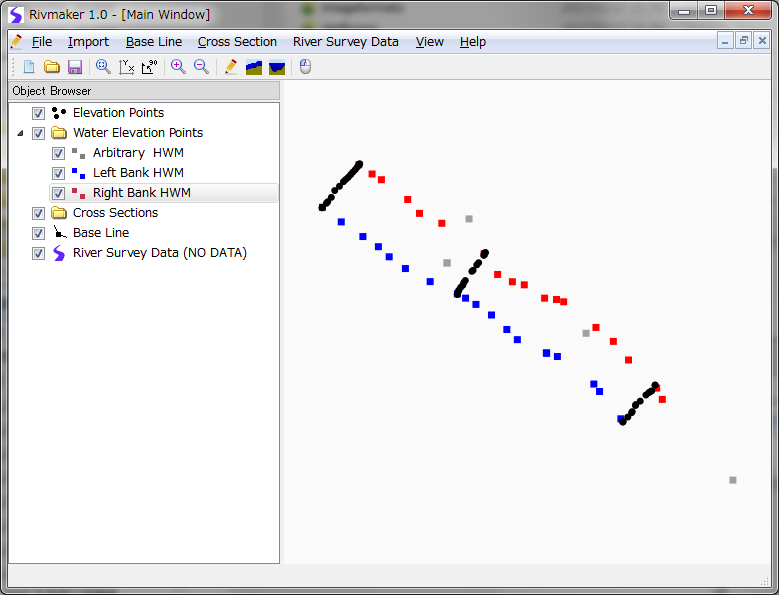 Rivmaker 1.0 - [Main Window]
File Import Base Line Cross Section River Survey Data View Help
Object Browser
Elevation Points
Water Elevation Points
Arbitrary HWM
Left Bank HWM
Right Bank HWM
Cross Sections
Base Line
River Survey Data (NO DATA)